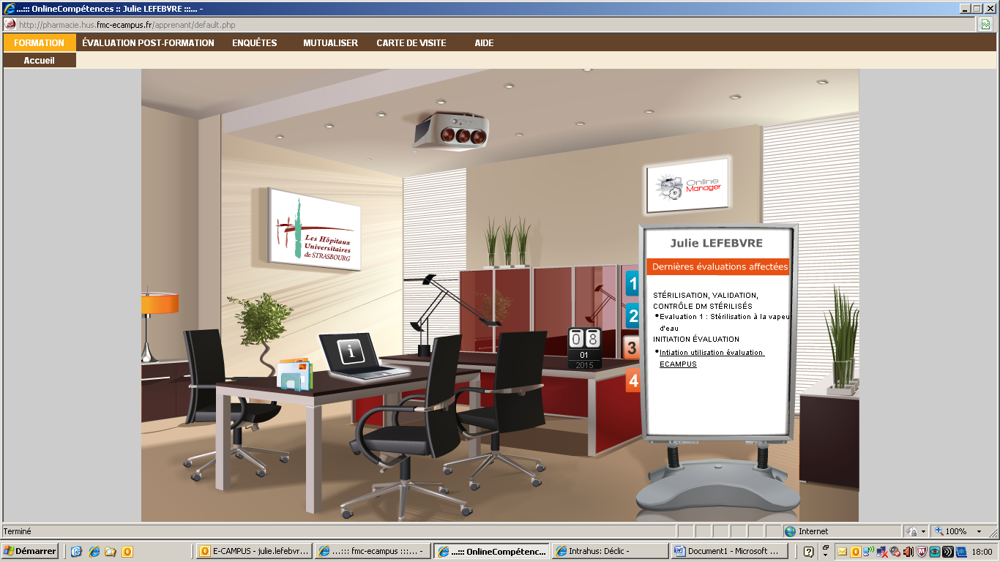 ...::: OnlineCompétences :: Julie LEFEBVRE :::... -
http://pharmacie.hus.fmc-ecampus.fr/apprenant/default.php
FORMATION ÉVALUATION POST-FORMATION ENQUÊTES MUTUALISER CARTE DE VISITE AIDE
Accueil
Les Hôpitaux
Universitaires
de STRASBOURG
Online
Manager
Julie LEFEBVRE
Dernières évaluations affectées
STÉRILISATION, VALIDATION,
CONTRÔLE DM STÉRILISÉS
•Evaluation 1 : Stérilisation à la vapeur
d'eau
INITIATION ÉVALUATION
•Intiation utilisation évaluation
ECAMPUS
1
2
3
4
08
01
2015
i
Terminé Internet 100%
Démarrer E-CAMPUS - julie.lefebvr... ...::: fmc-ecampus :::... - ...::: OnlineCompétenc... Intrahus: Déclic - Document1 - Microsoft ... 18:00